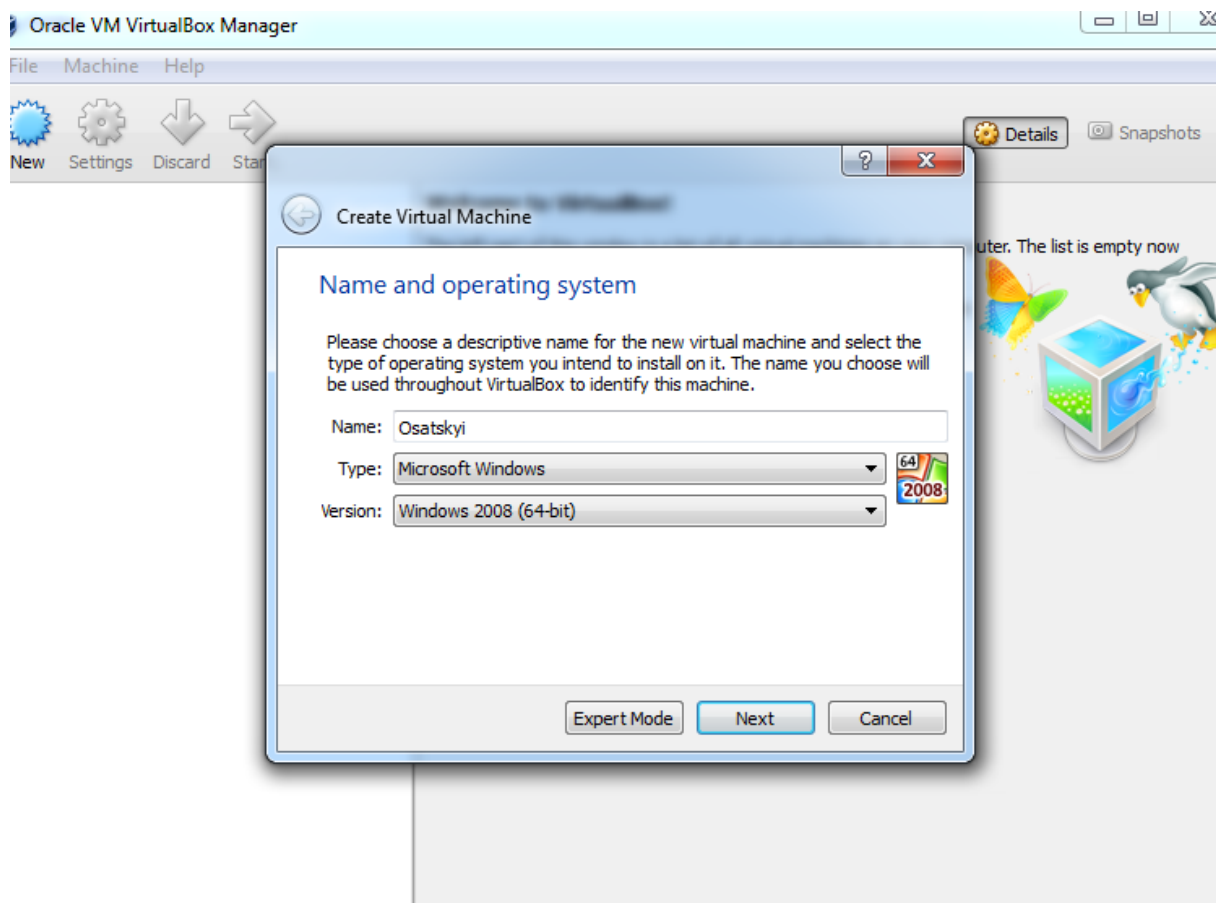 Oracle VM VirtualBox Manager
File Machine Help
New Settings Discard Star
Details Snapshots
Create Virtual Machine
Welcome to VirtualBox!
uter. The list is empty now
Name and operating system
Please choose a descriptive name for the new virtual machine and select the
type of operating system you intend to install on it. The name you choose will
be used throughout VirtualBox to identify this machine.
Name: Osatskyi
Type: Microsoft Windows
64
2008
Version: Windows 2008 (64-bit)
Expert Mode Next Cancel